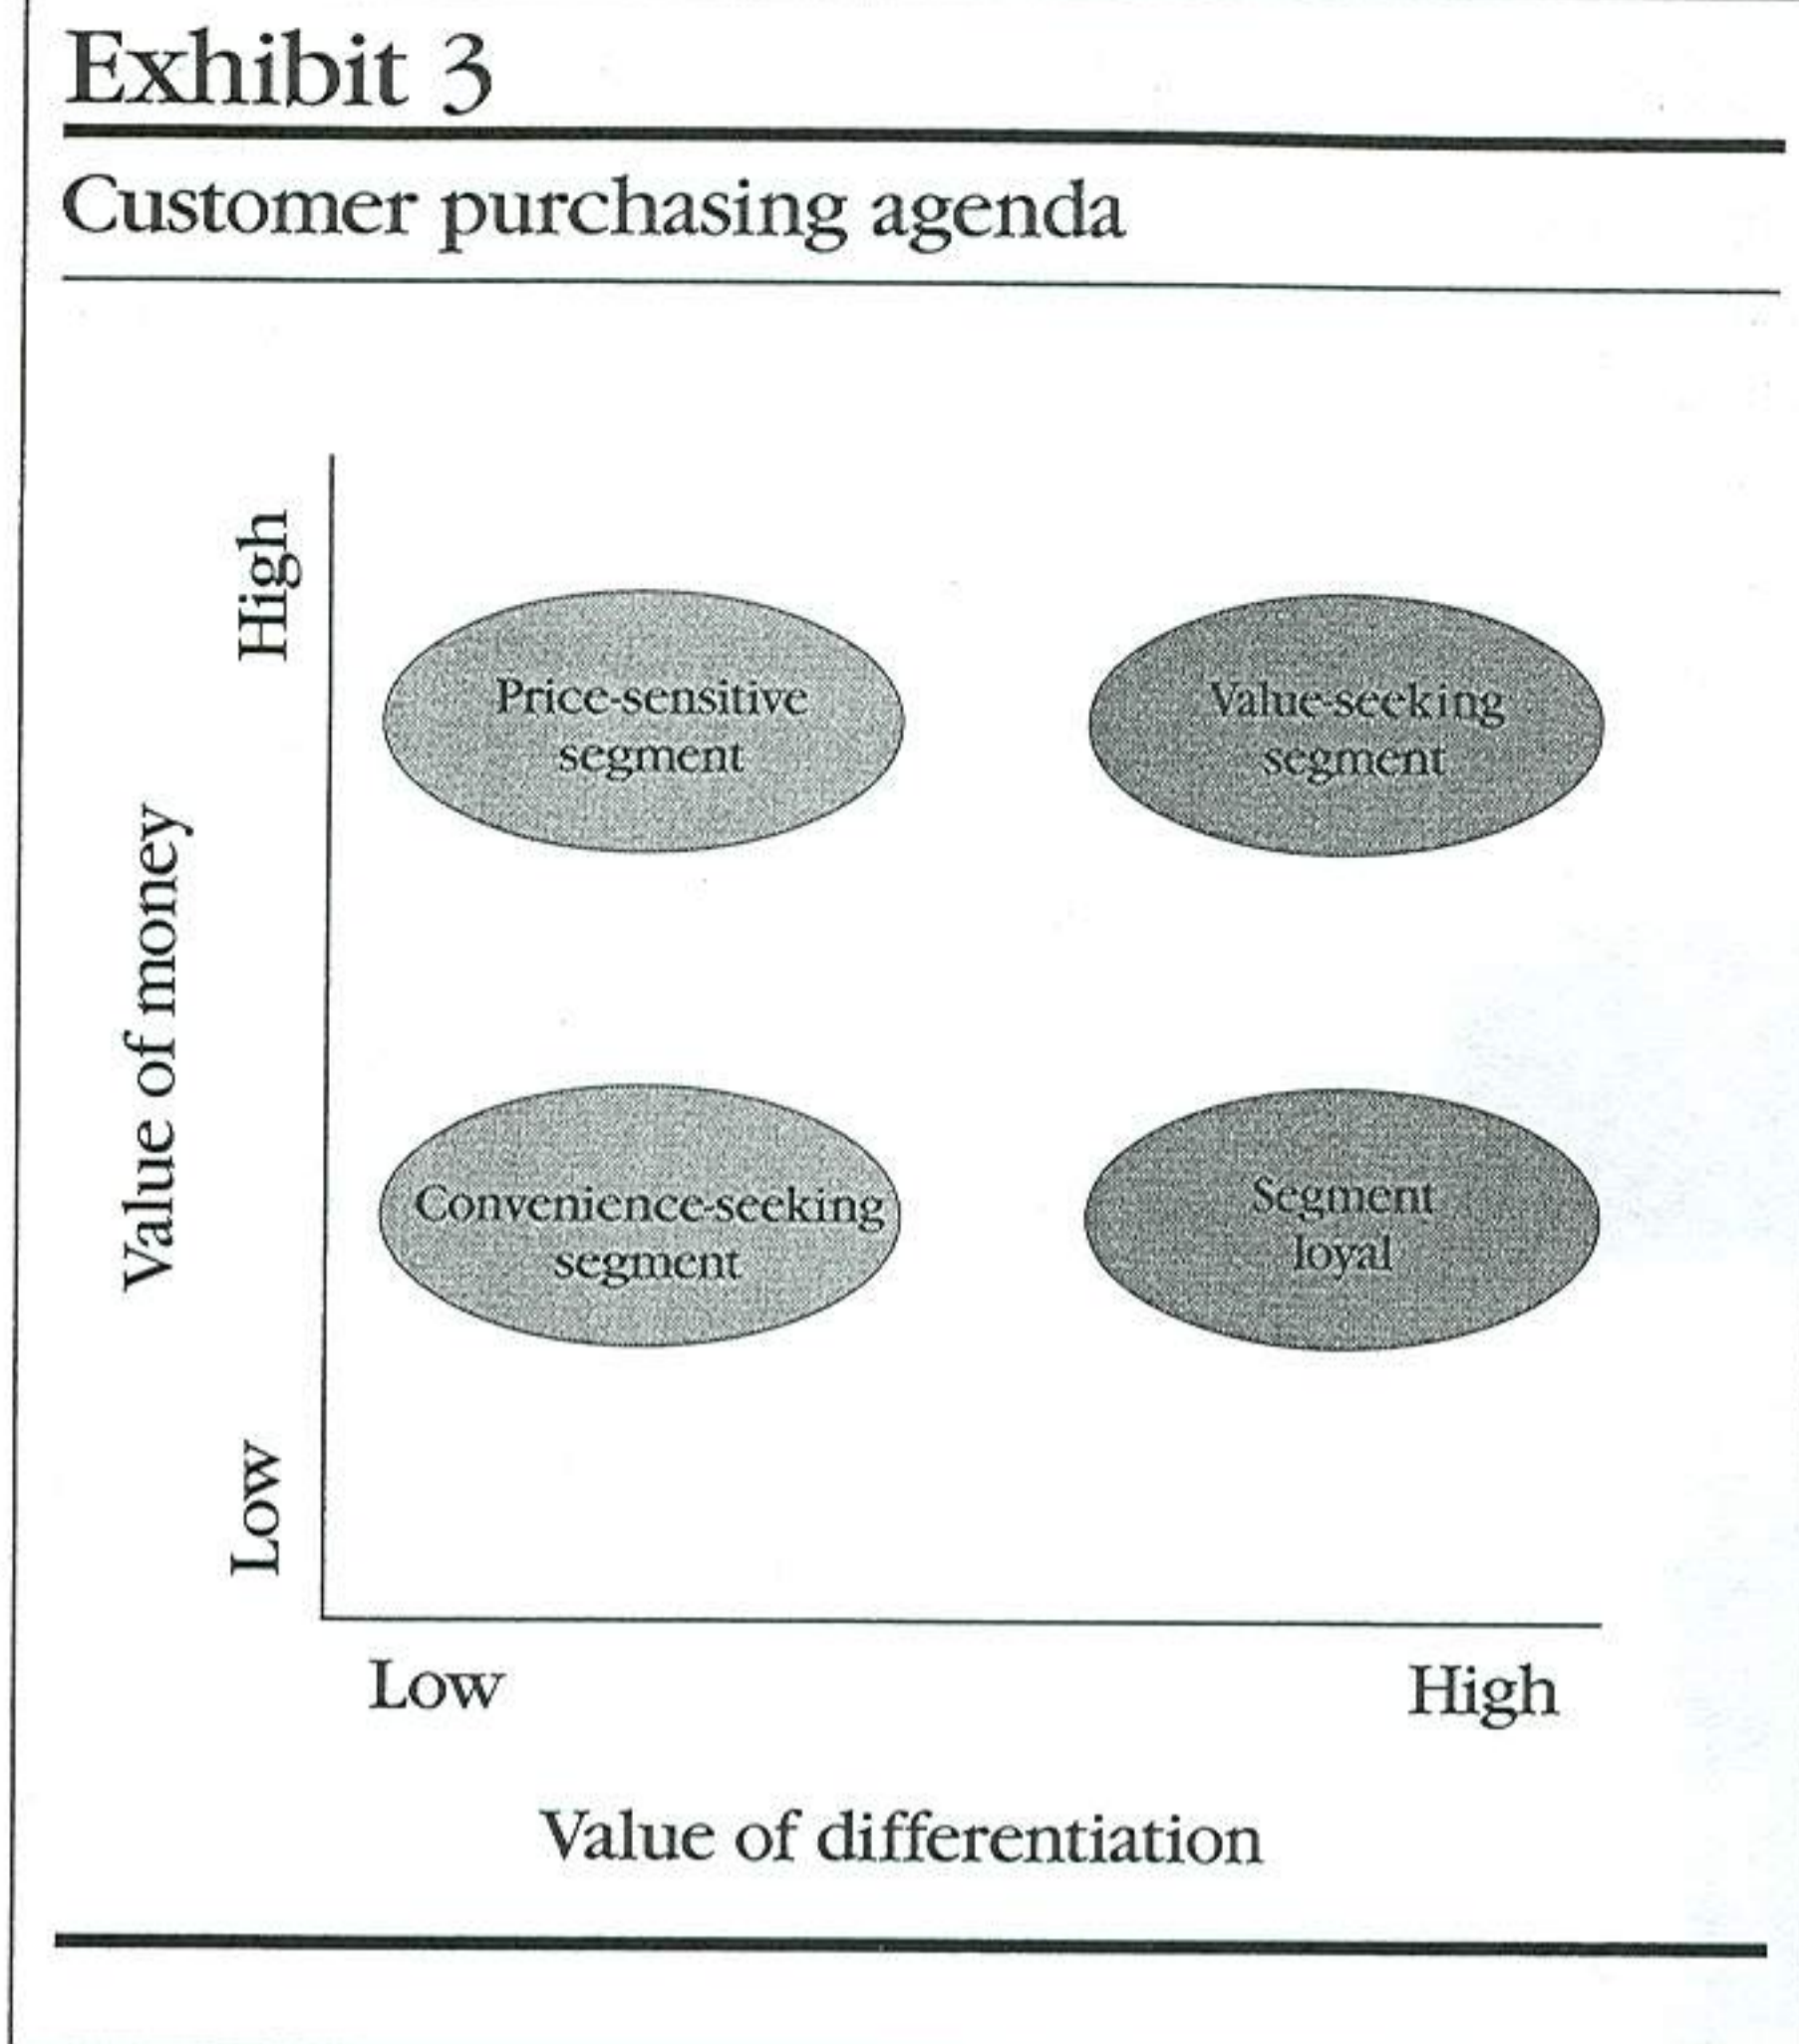 Exhibit 3
Customer purchasing agenda
High
Price-sensitive
segment
Value-seeking
segment
Value of money
Convenience-seeking
segment
Segment
loyal
Low
Low
High
Value of differentiation